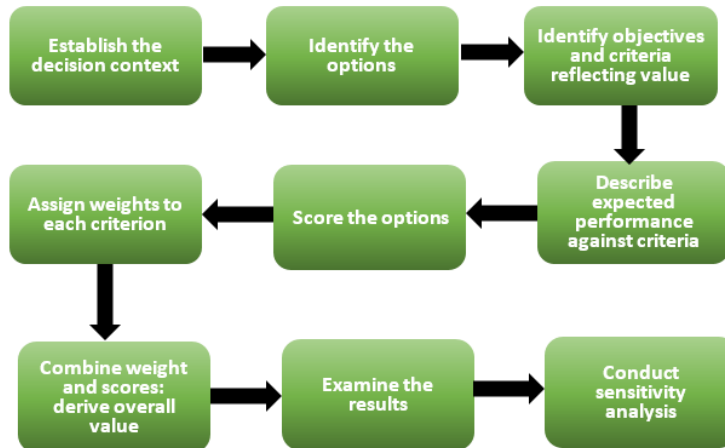 Establish the
decision context
Identify the
options
Identify objectives
and criteria
reflecting value
Describe
expected
performance
against criteria
Score the options
Assign weights to
each criterion
Combine weight
and scores:
derive overall
value
Examine the
results
Conduct
sensitivity
analysis